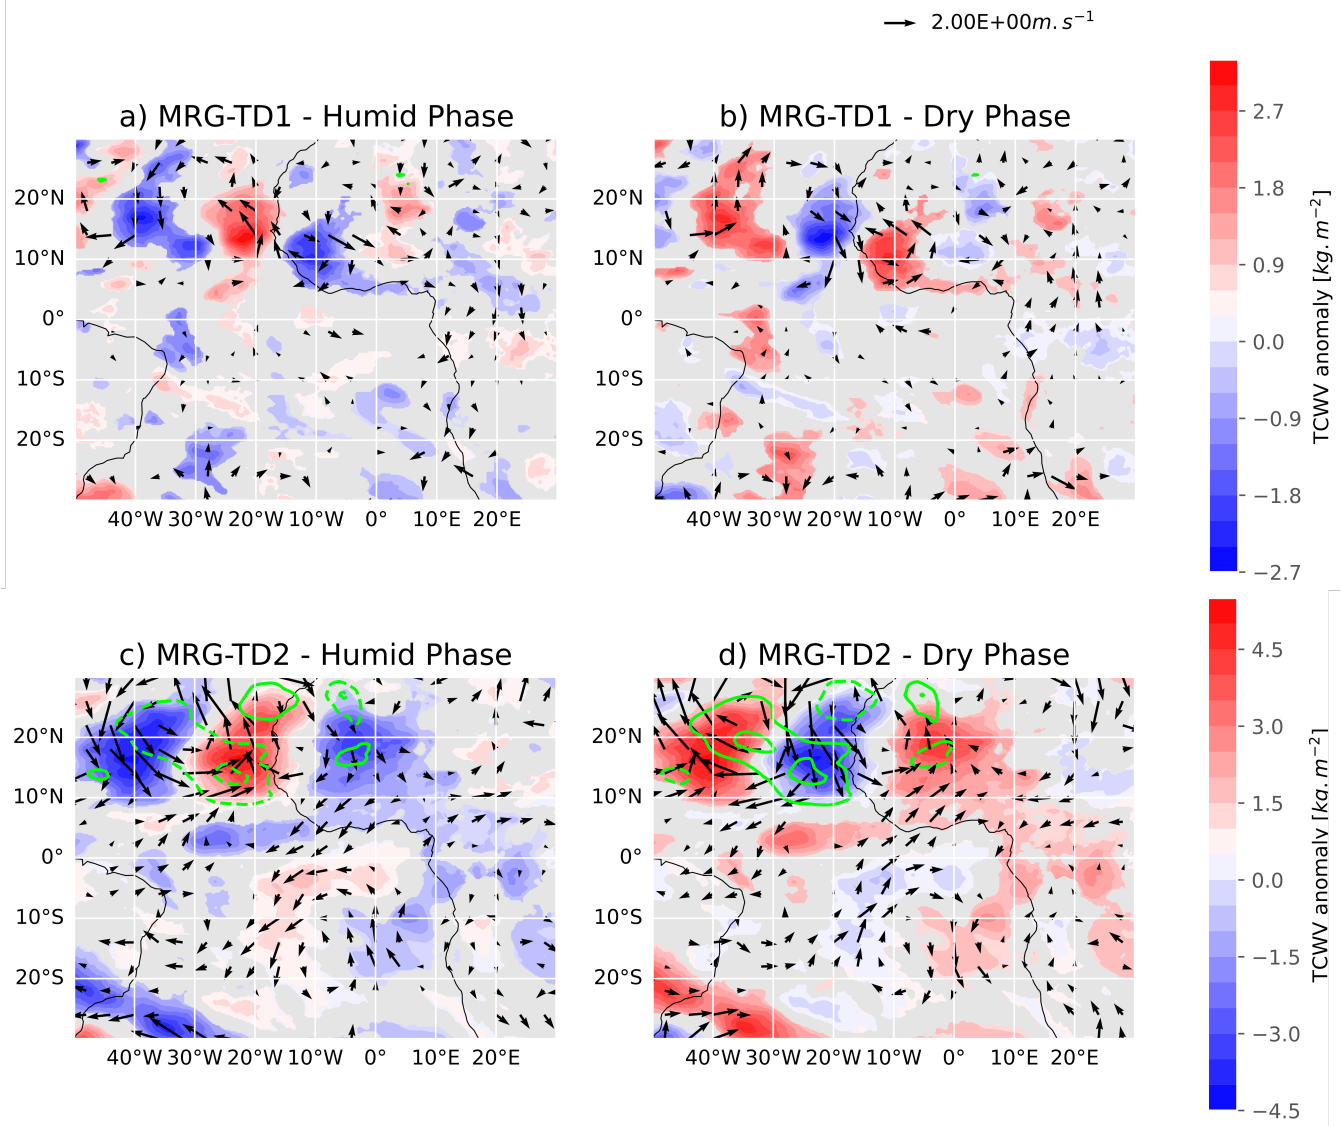 2.00E+00m.s⁻¹
a) MRG-TD1 - Humid Phase
b) MRG-TD1 - Dry Phase
20°N
10°N
0°
10°S
20°S
40°W 30°W 20°W 10°W 0° 10°E 20°E
20°N
10°N
0°
10°S
20°S
40°W 30°W 20°W 10°W 0° 10°E 20°E
2.7
1.8
0.9
0.0
−0.9
−1.8
−2.7
TCWV anomaly [kg.m⁻²]
c) MRG-TD2 - Humid Phase
d) MRG-TD2 - Dry Phase
20°N
10°N
0°
10°S
20°S
40°W 30°W 20°W 10°W 0° 10°E 20°E
20°N
10°N
0°
10°S
20°S
40°W 30°W 20°W 10°W 0° 10°E 20°E
4.5
3.0
1.5
0.0
−1.5
−3.0
−4.5
TCWV anomaly [kg.m⁻²]